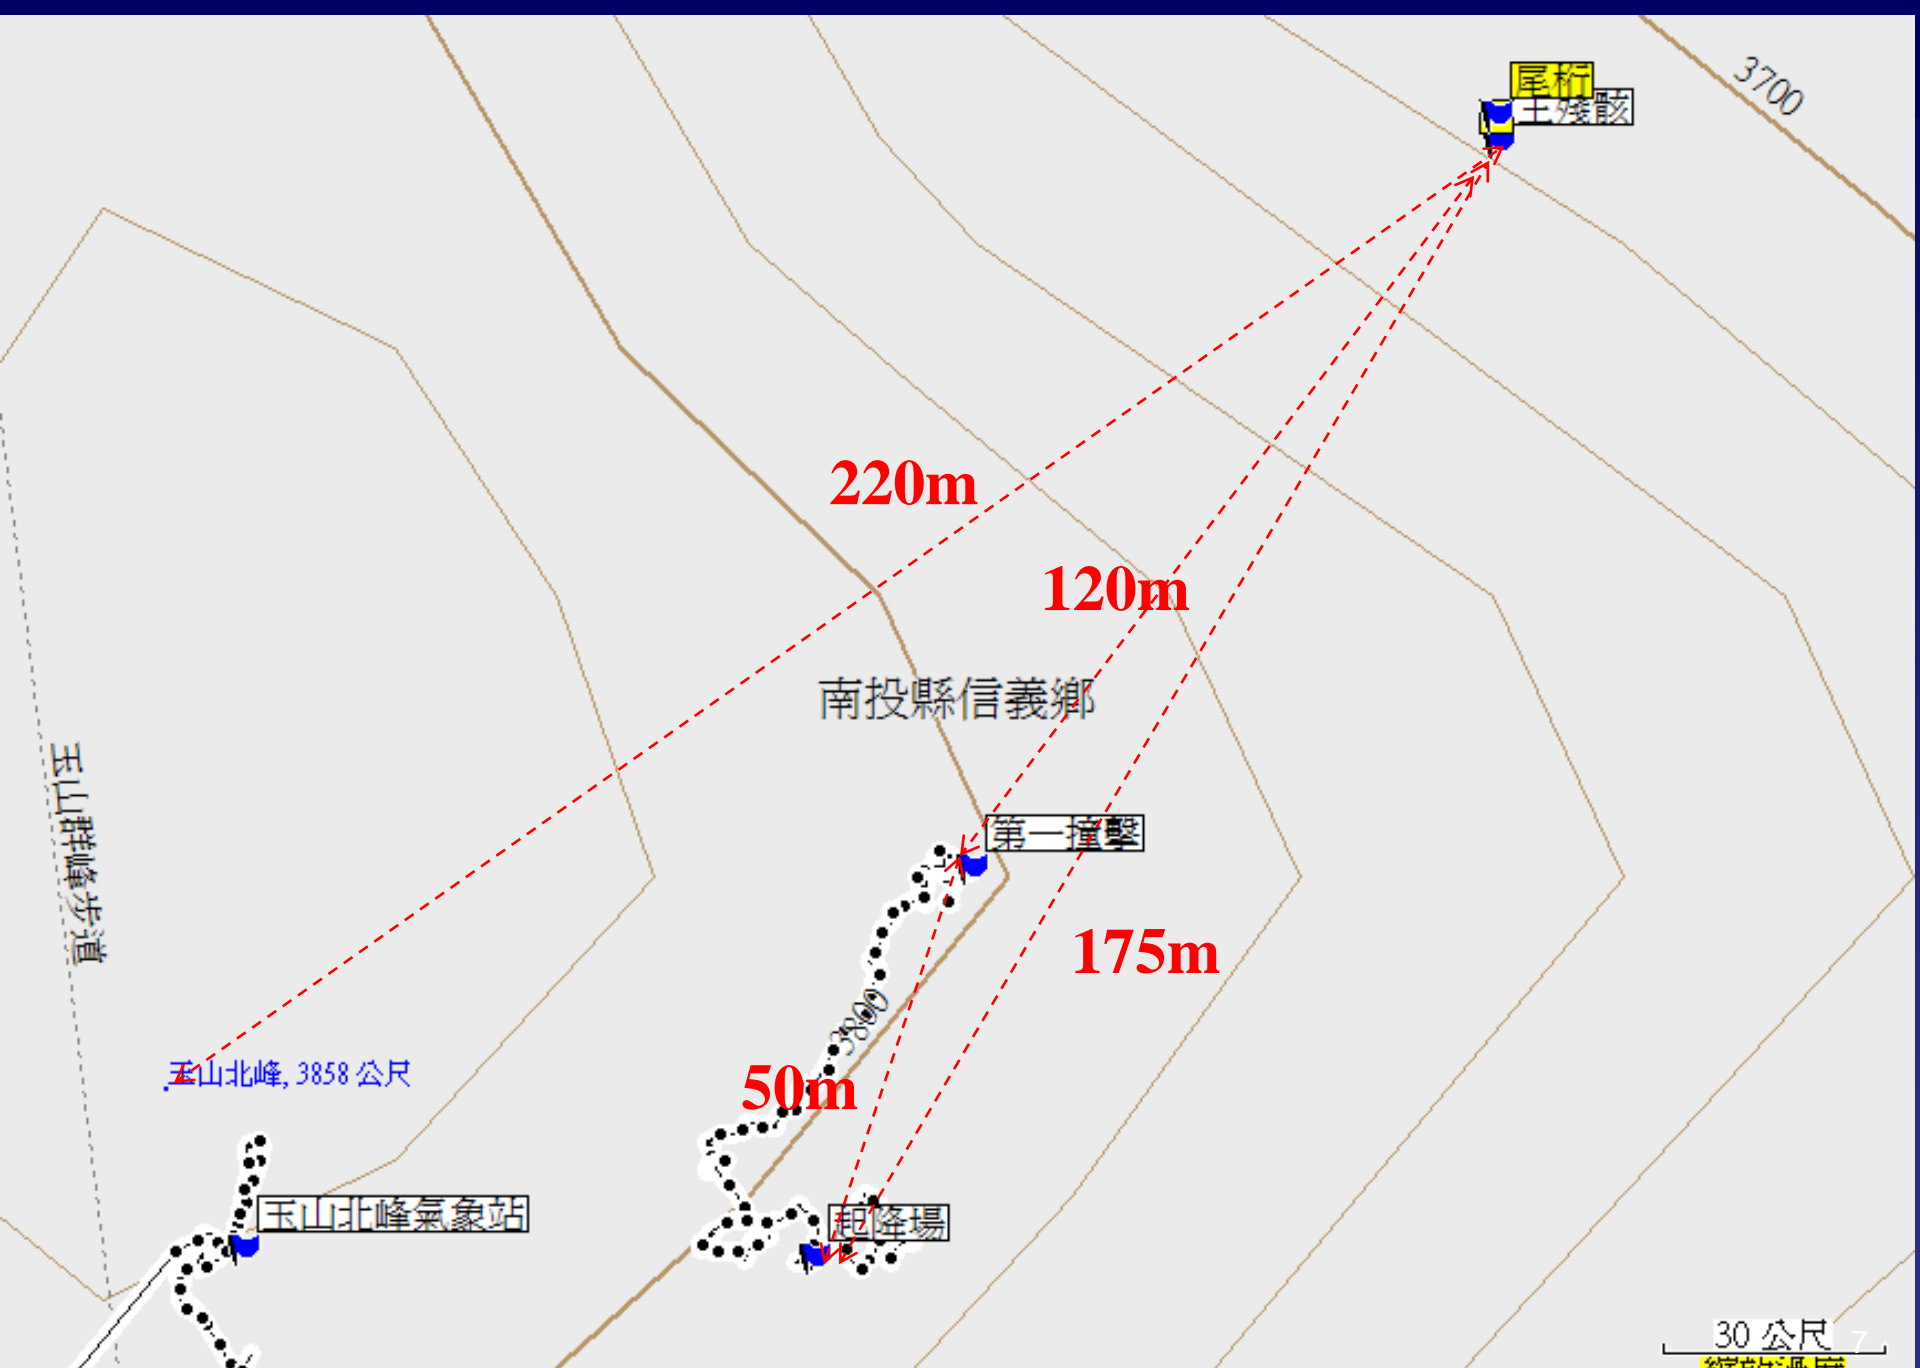 3700
尾桁
主殘骸
220m
120m
南投縣信義鄉
玉山群峰步道
第一撞擊
175m
3800
50m
玉山北峰, 3858 公尺
玉山北峰氣象站
起降場
30 公尺
7